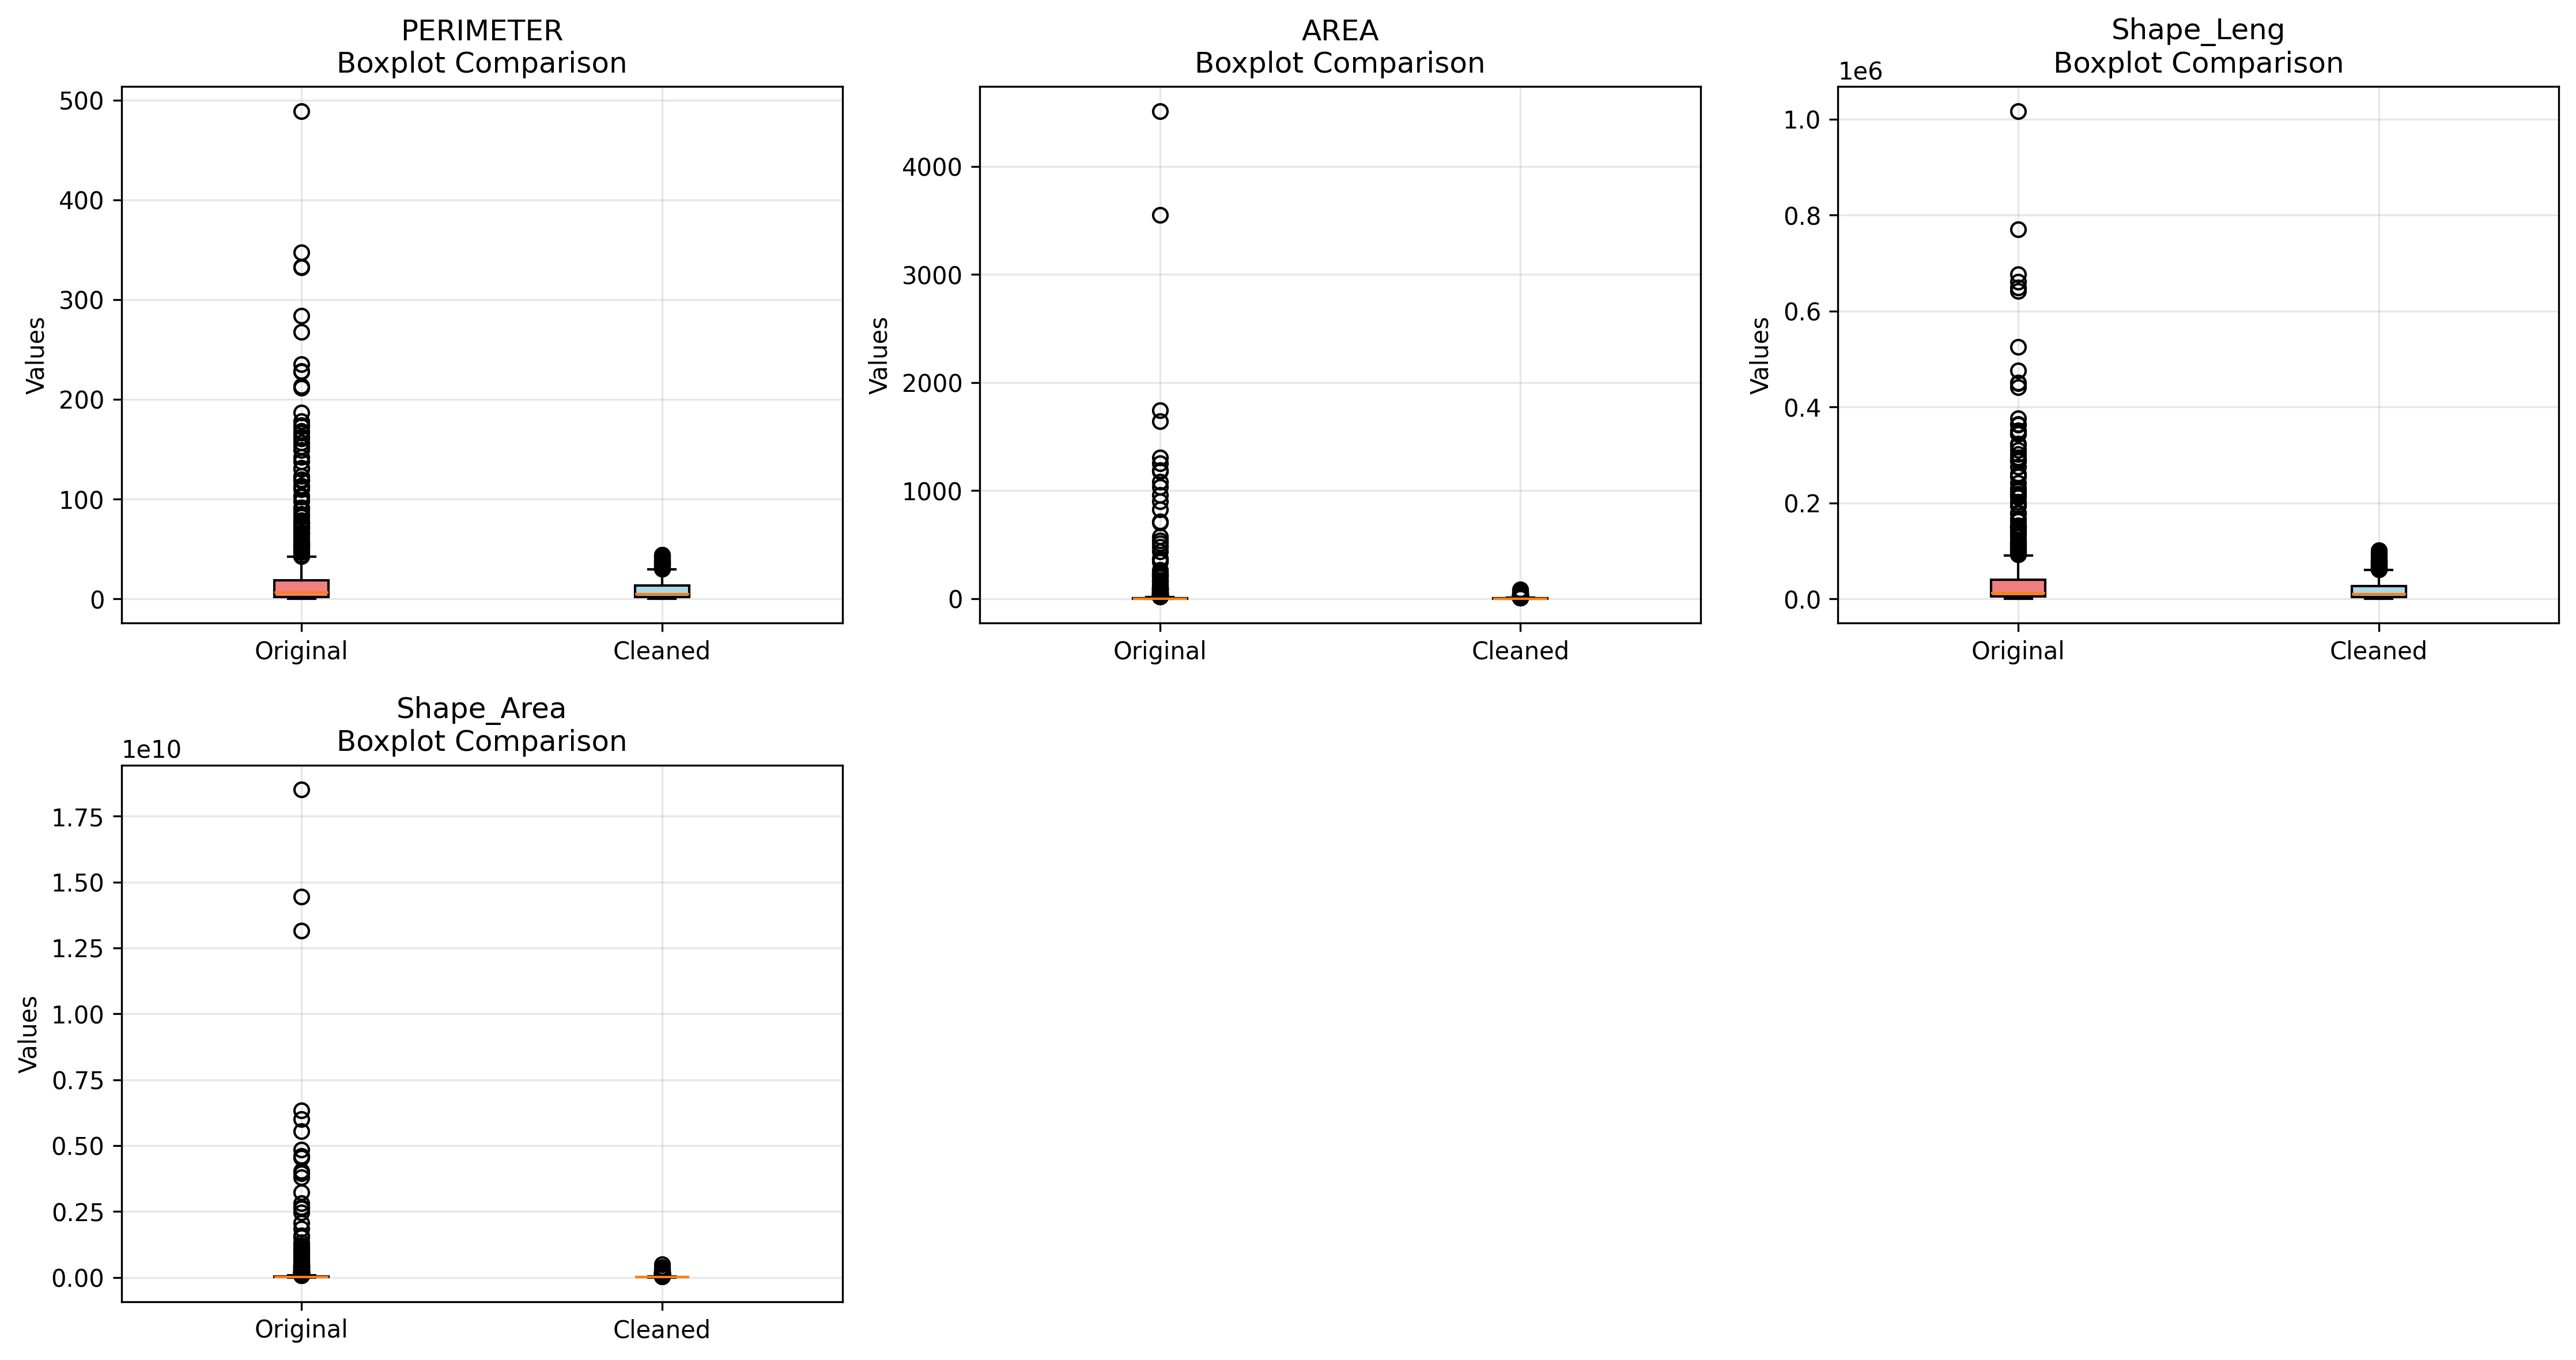 PERIMETER
Boxplot Comparison
500
400
300
200
100
0
Values
Original Cleaned
AREA
Boxplot Comparison
4000
3000
2000
1000
0
Values
Original Cleaned
Shape_Leng
Boxplot Comparison
1e6
1.0
0.8
0.6
0.4
0.2
0.0
Values
Original Cleaned
Shape_Area
Boxplot Comparison
1e10
1.75
1.50
1.25
1.00
0.75
0.50
0.25
0.00
Values
Original Cleaned